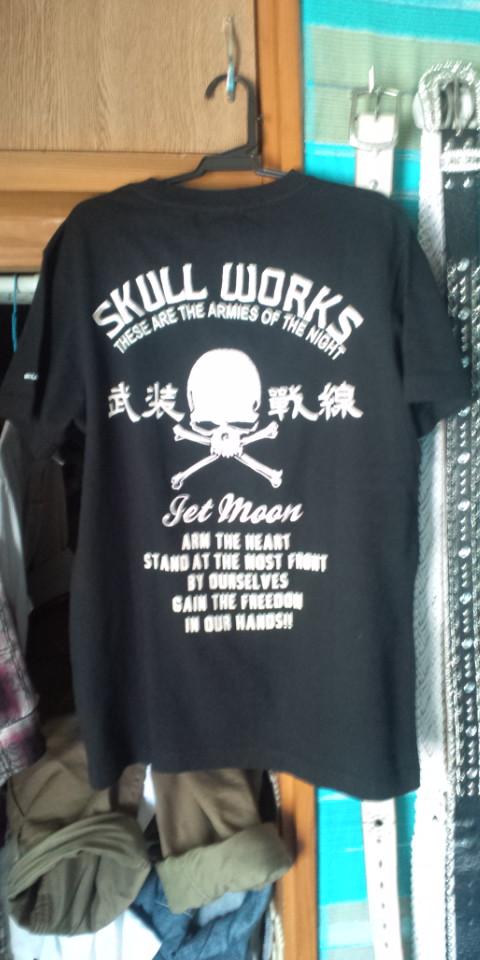 SKULL WORKS
THESE ARE THE ARMIES OF THE NIGHT
武装戰線
Jet Moon
ARM THE HEART
STAND AT THE MOST FRONT
BY OURSELVES
GAIN THE FREEDOM
IN OUR HANDS!!